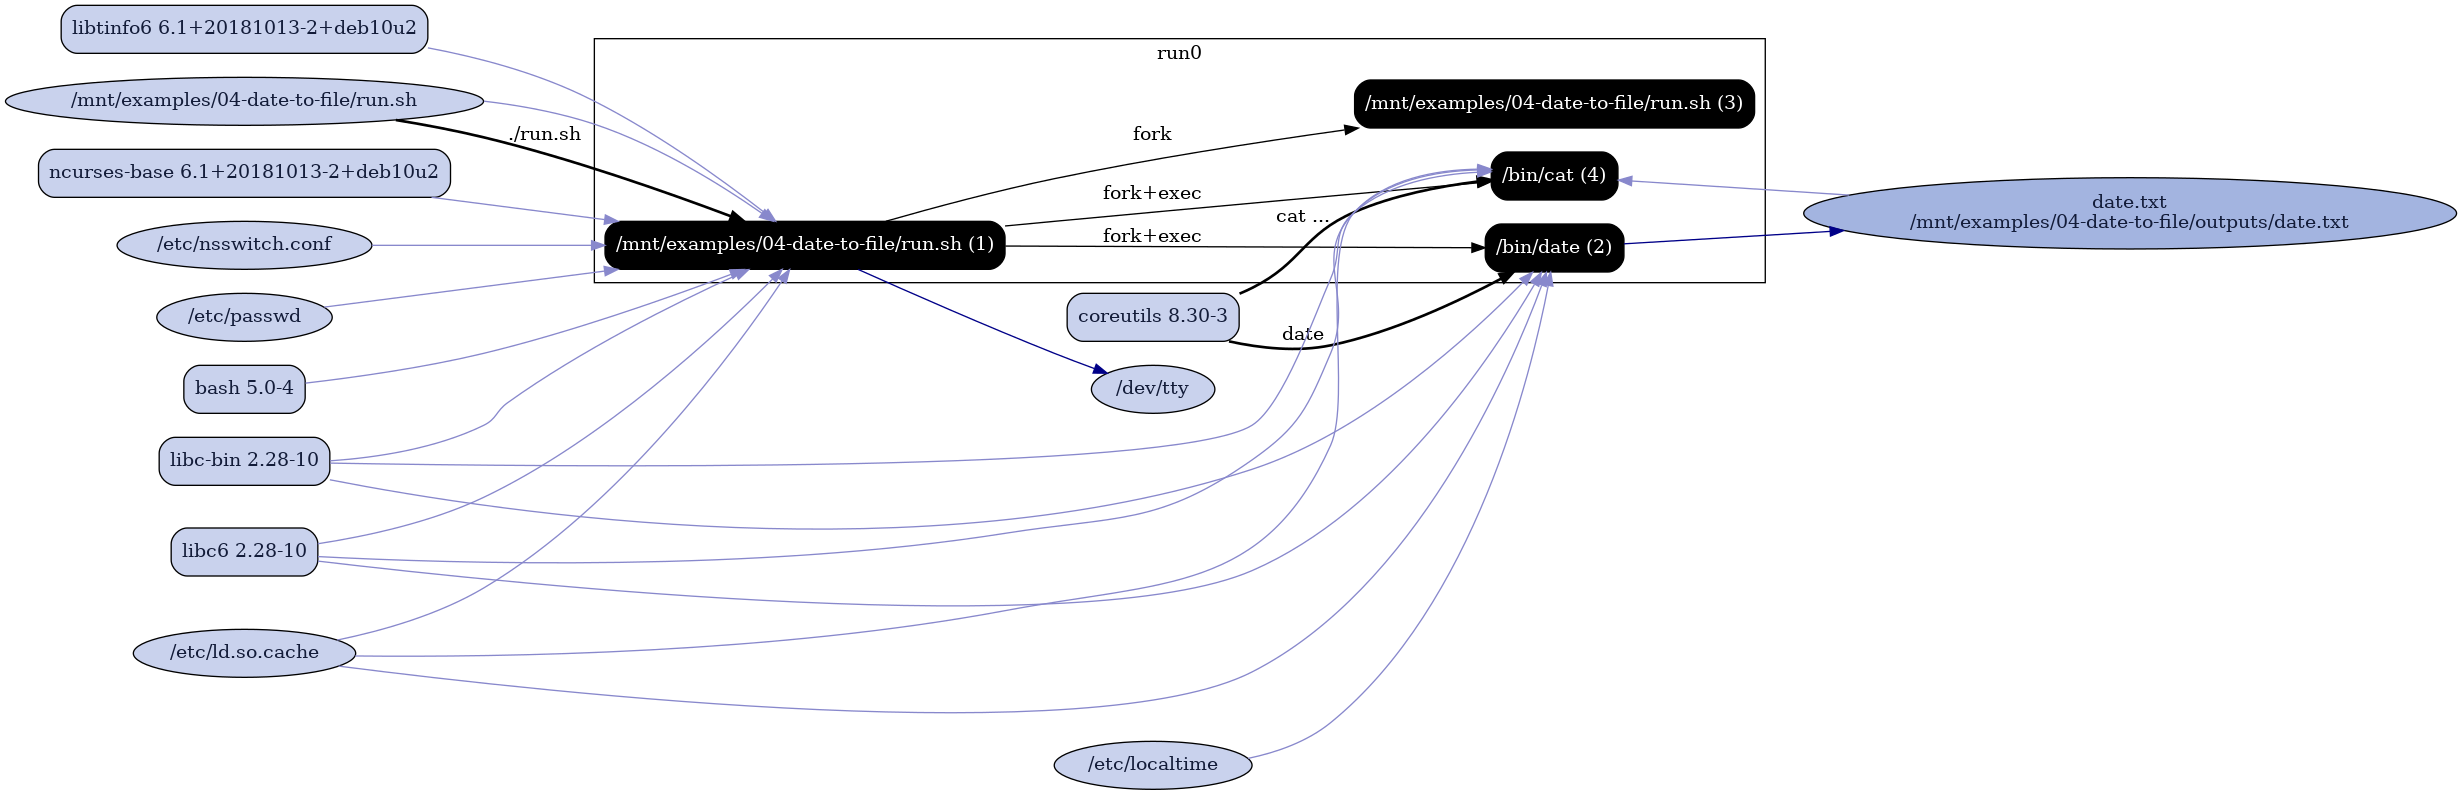 libtinfo6 6.1+20181013-2+deb10u2
run0
/mnt/examples/04-date-to-file/run.sh
/mnt/examples/04-date-to-file/run.sh (3)
./run.sh
fork
ncurses-base 6.1+20181013-2+deb10u2
/bin/cat (4)
fork+exec
date.txt
/mnt/examples/04-date-to-file/outputs/date.txt
cat ...
/etc/nsswitch.conf
/mnt/examples/04-date-to-file/run.sh (1)
fork+exec
/bin/date (2)
/etc/passwd
coreutils 8.30-3
date
bash 5.0-4
/dev/tty
libc-bin 2.28-10
libc6 2.28-10
/etc/ld.so.cache
/etc/localtime